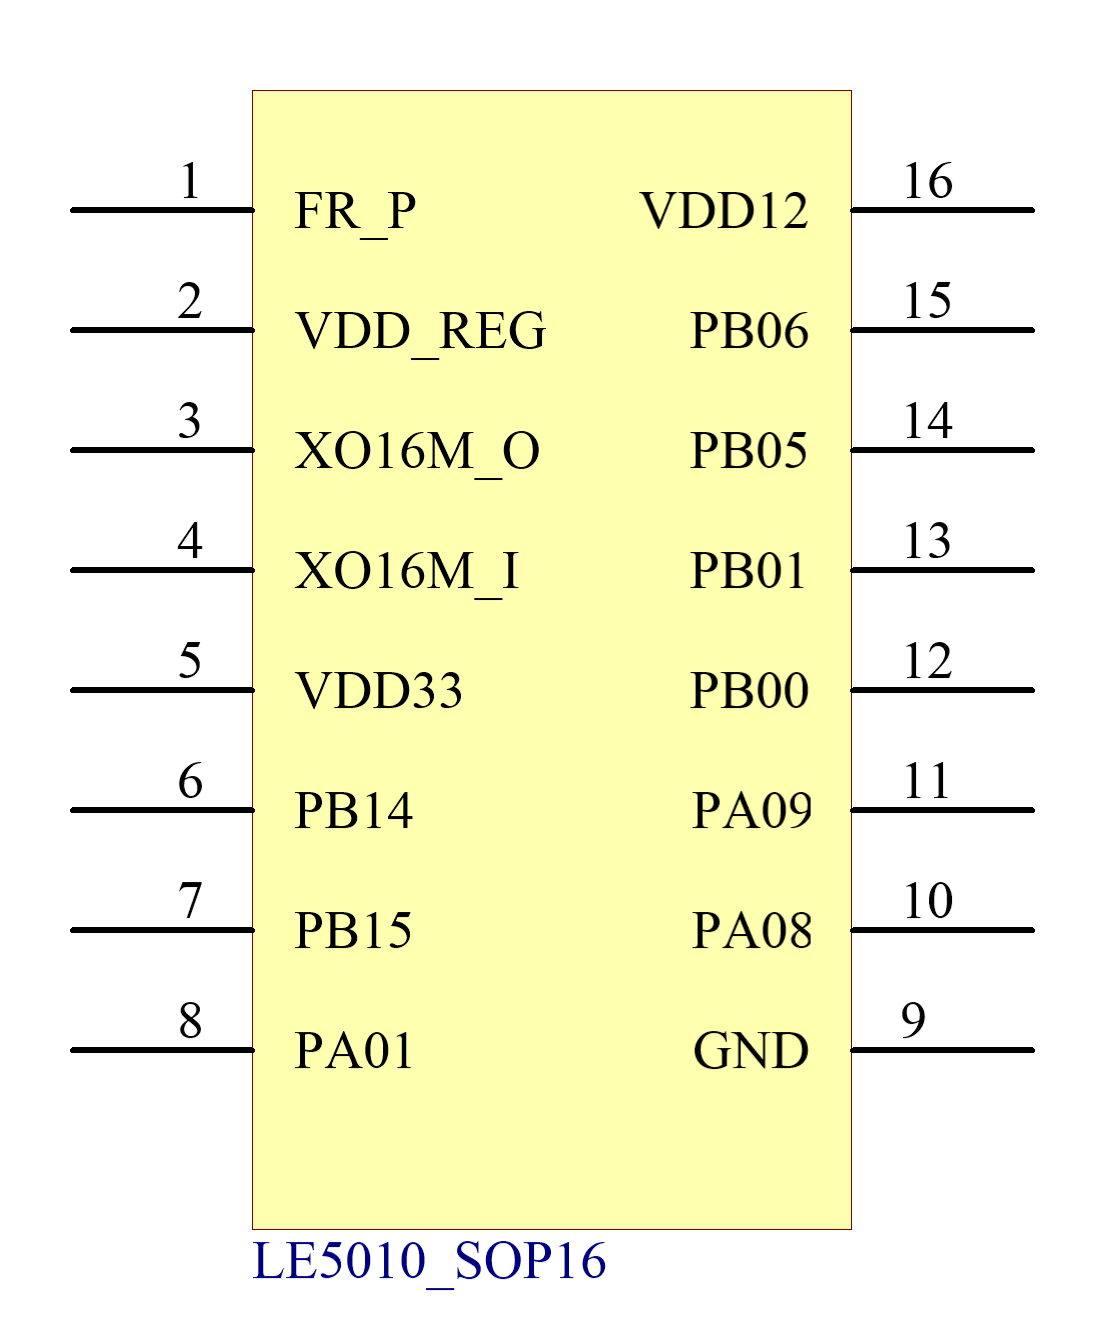 1 FR_P VDD12 16
2 VDD_REG PB06 15
3 XO16M_O PB05 14
4 XO16M_I PB01 13
5 VDD33 PB00 12
6 PB14 PA09 11
7 PB15 PA08 10
8 PA01 GND 9
LE5010_SOP16